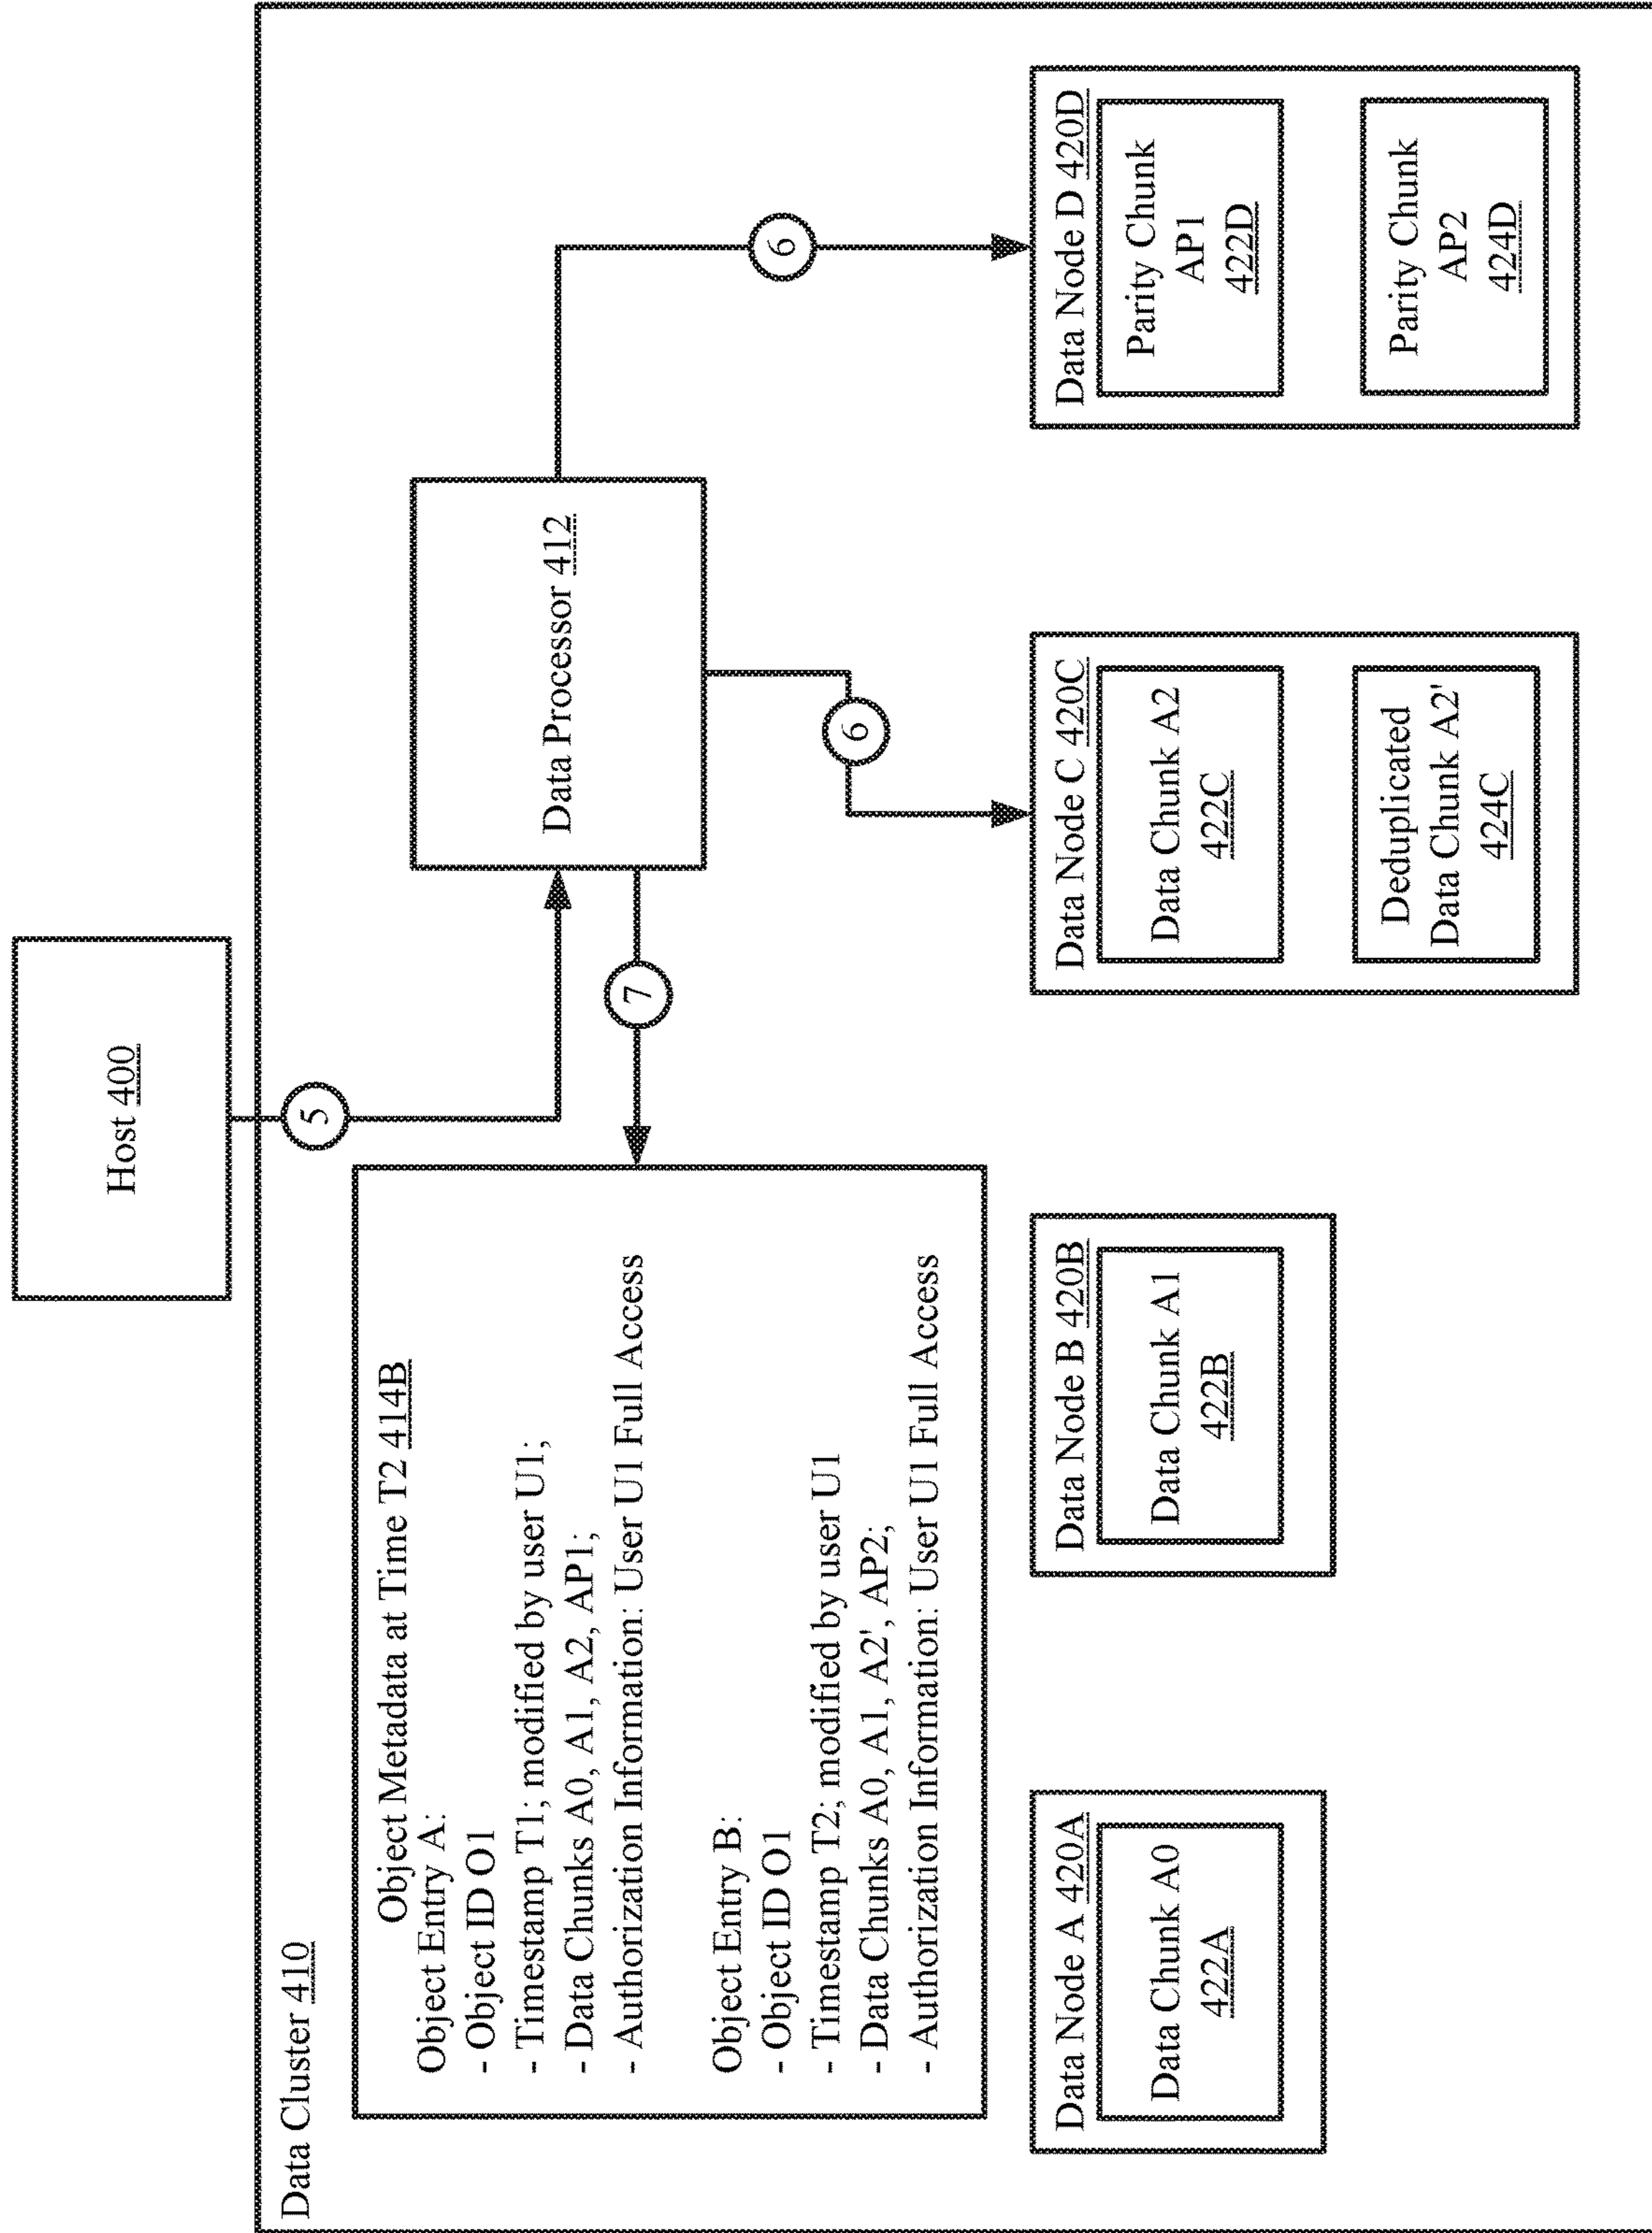 Host 400
Data Cluster 410
5
Object Metadata at Time T2 414B
Object Entry A:
- Object ID O1
- Timestamp T1; modified by user U1;
- Data Chunks A0, A1, A2, AP1;
- Authorization Information: User U1 Full Access
Object Entry B:
- Object ID O1
- Timestamp T2; modified by user U1
- Data Chunks A0, A1, A2', AP2;
- Authorization Information: User U1 Full Access
7
Data Processor 412
6
6
Data Node A 420A
Data Chunk A0
422A
Data Node B 420B
Data Chunk A1
422B
Data Node C 420C
Data Chunk A2
422C
Deduplicated
Data Chunk A2'
424C
Data Node D 420D
Parity Chunk
AP1
422D
Parity Chunk
AP2
424D